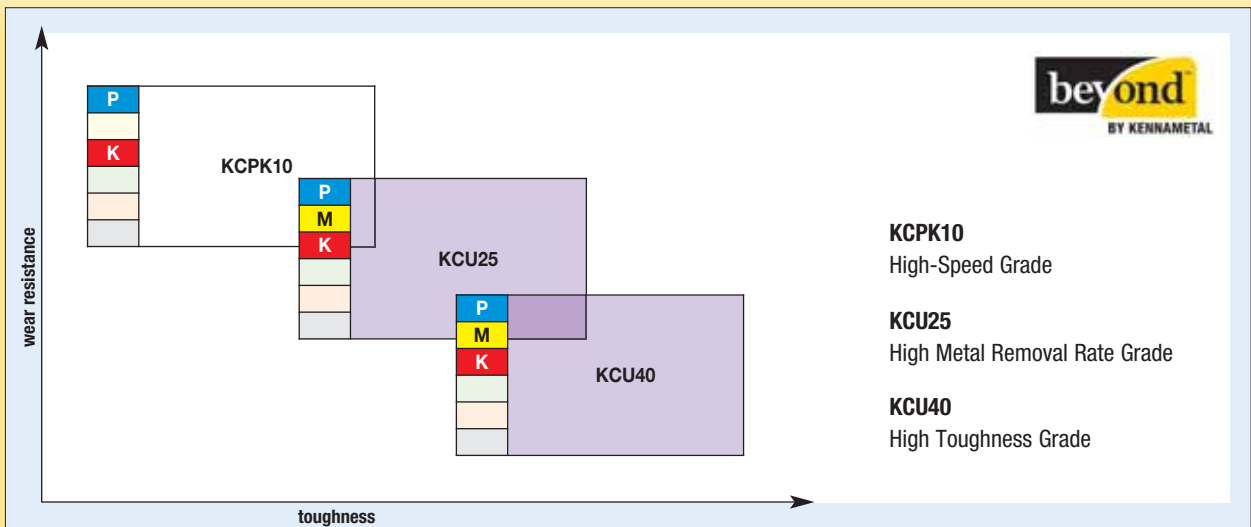 beyond™
BY KENNAMETAL
wear resistance
P
K
KCPK10
P
M
K
KCU25
P
M
K
KCU40
toughness
KCPK10
High-Speed Grade
KCU25
High Metal Removal Rate Grade
KCU40
High Toughness Grade